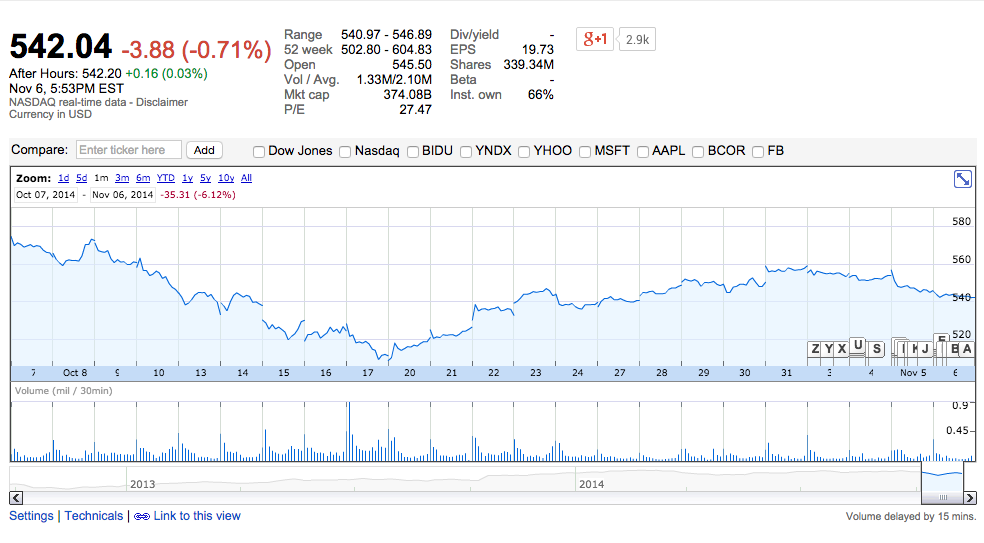 542.04 -3.88 (-0.71%)
After Hours: 542.20 +0.16 (0.03%)
Nov 6, 5:53PM EST
NASDAQ real-time data - Disclaimer
Currency in USD
Range 540.97 - 546.89
52 week 502.80 - 604.83
Open 545.50
Vol / Avg. 1.33M/2.10M
Mkt cap 374.08B
P/E 27.47
Div/yield -
EPS 19.73
Shares 339.34M
Beta -
Inst. own 66%
g+1 2.9k
Compare: Enter ticker here Add Dow Jones Nasdaq BIDU YNDX YHOO MSFT AAPL BCOR FB
Zoom: 1d 5d 1m 3m 6m YTD 1y 5y 10y All
Oct 07, 2014 - Nov 06, 2014 -35.31 (-6.12%)
580
560
540
520
Z Y X U S H J E B A
7 Oct 8 9 10 13 14 15 16 17 20 21 22 23 24 27 28 29 30 31 3 4 Nov 5 6
Volume (mil / 30min)
0.9
0.45
2013 2014
Settings | Technicals | Link to this view
Volume delayed by 15 mins.